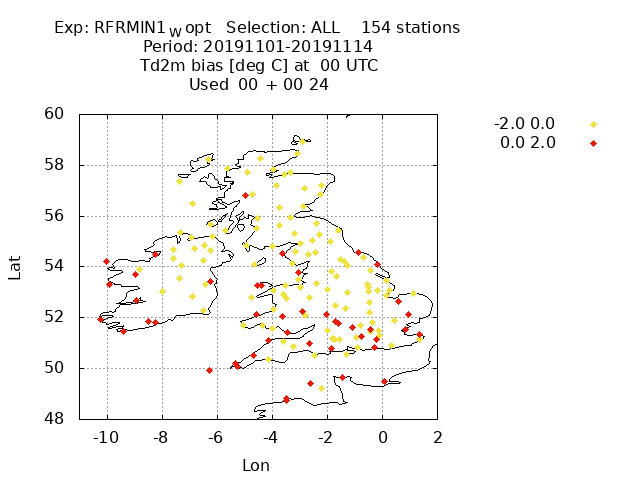 Exp: RFRMIN1 W opt Selection: ALL 154 stations
Period: 20191101-20191114
Td2m bias [deg C] at 00 UTC
Used 00 + 00 24
-2.0 0.0
0.0 2.0
60
58
56
54
52
50
48
Lat
-10 -8 -6 -4 -2 0 2
Lon